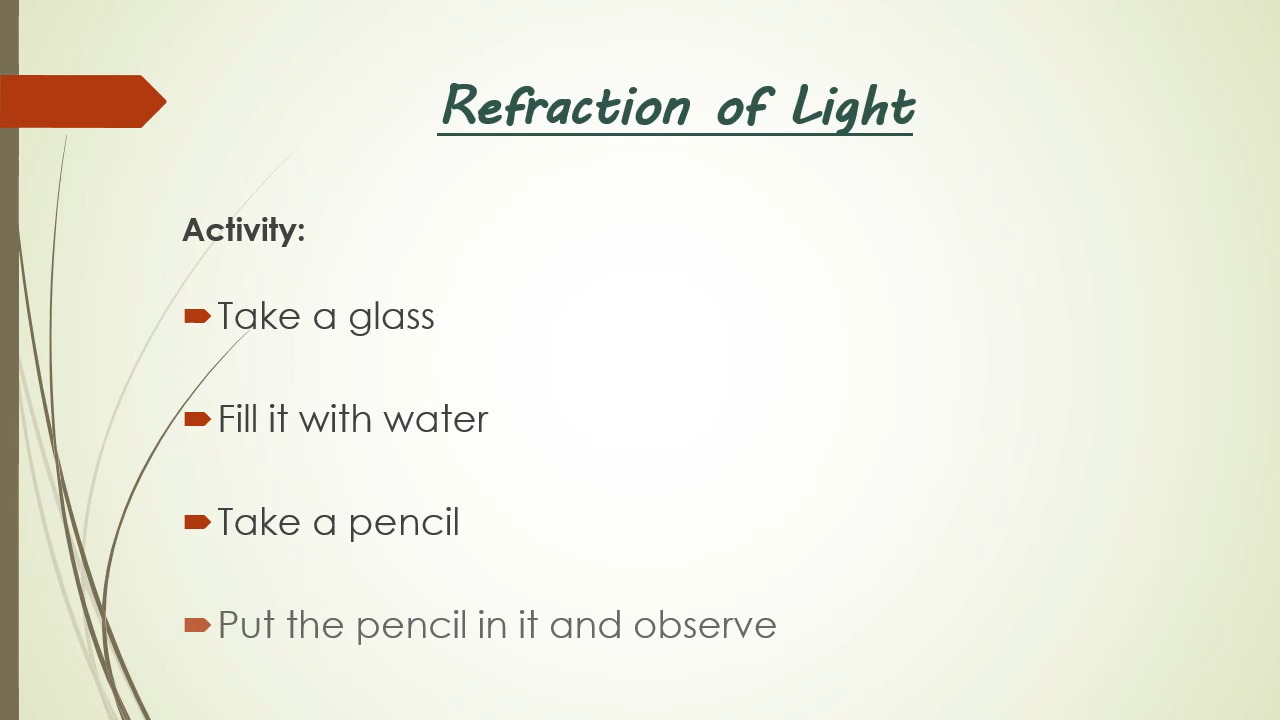 Refraction of Light
Activity:
Take a glass
Fill it with water
Take a pencil
Put the pencil in it and observe